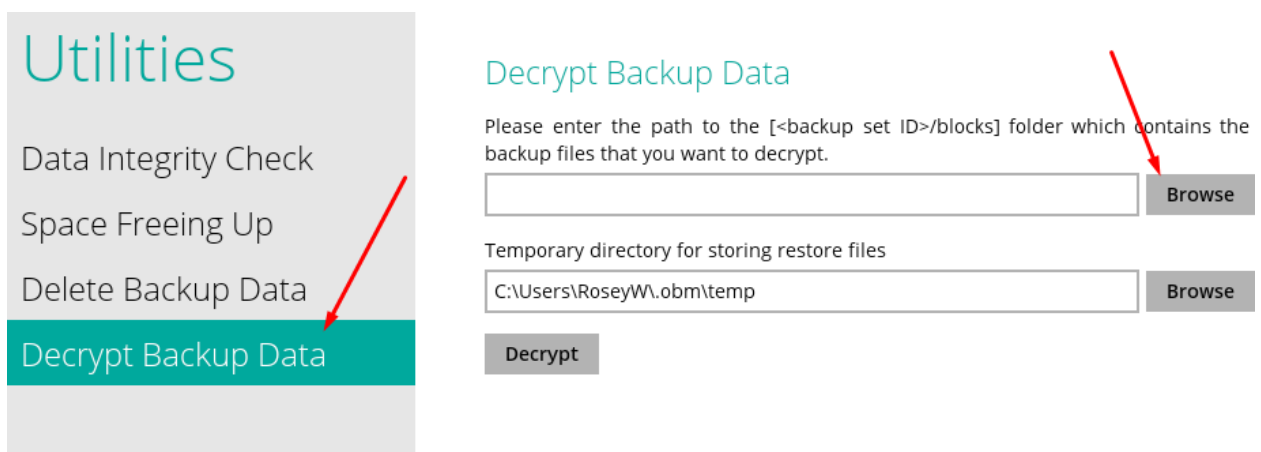 Utilities
Data Integrity Check
Space Freeing Up
Delete Backup Data
Decrypt Backup Data
Decrypt Backup Data
Please enter the path to the [<backup set ID>/blocks] folder which contains the
backup files that you want to decrypt.
Browse
Temporary directory for storing restore files
C:\Users\RoseyW\.obm\temp
Browse
Decrypt